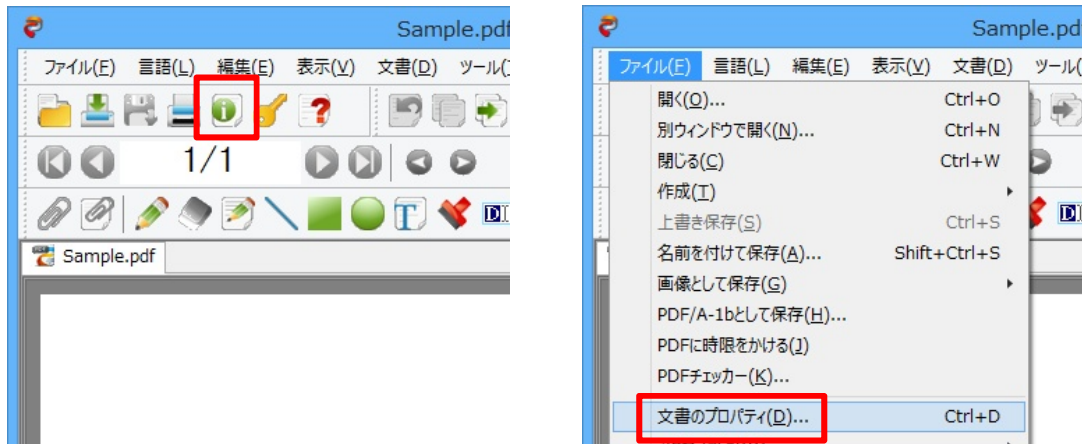 Sample.pdf
ファイル(F) 言語(L) 編集(E) 表示(V) 文書(D) ツール(
1/1
T
Sample.pdf
Sample.pd
ファイル(F) 言語(L) 編集(E) 表示(V) 文書(D) ツール(
開く(O)... Ctrl+O
別ウィンドウで開く(N)... Ctrl+N
閉じる(C) Ctrl+W
作成(T)
上書き保存(S) Ctrl+S
名前を付けて保存(A)... Shift+Ctrl+S
画像として保存(G)
PDF/A-1bとして保存(H)...
PDFに時限をかける(J)
PDFチェッカー(K)...
文書のプロパティ(D)... Ctrl+D